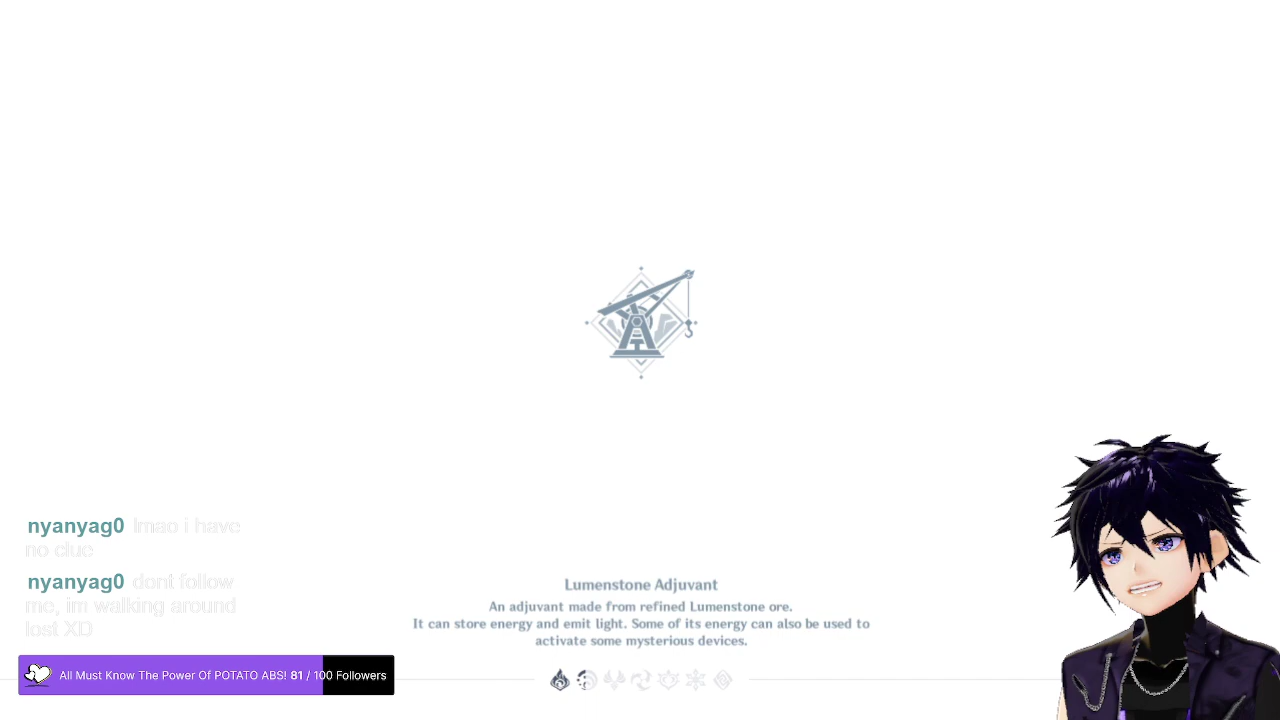 nyanyag0 lmao i have
no clue
nyanyag0 dont follow
me, im walking around
lost XD
All Must Know The Power Of POTATO ABS! 81 / 100 Followers
Lumenstone Adjuvant
An adjuvant made from refined Lumenstone ore.
It can store energy and emit light. Some of its energy can also be used to
activate some mysterious devices.